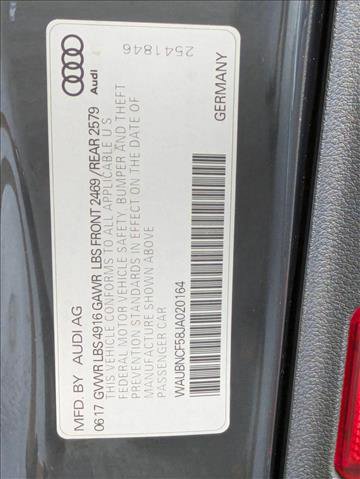 MFD. BY AUDI AG
Audi
06 17 GVWR LBS 4916 GAWR LBS FRONT 2469 /REAR 2579
THIS VEHICLE CONFORMS TO ALL APPLICABLE U S
FEDERAL MOTOR VEHICLE SAFETY, BUMPER AND THEFT
PREVENTION STANDARDS IN EFFECT ON THE DATE OF
MANUFACTURE SHOWN ABOVE
PASSENGER CAR
2541846
WAUBNCF58JA020164
GERMANY